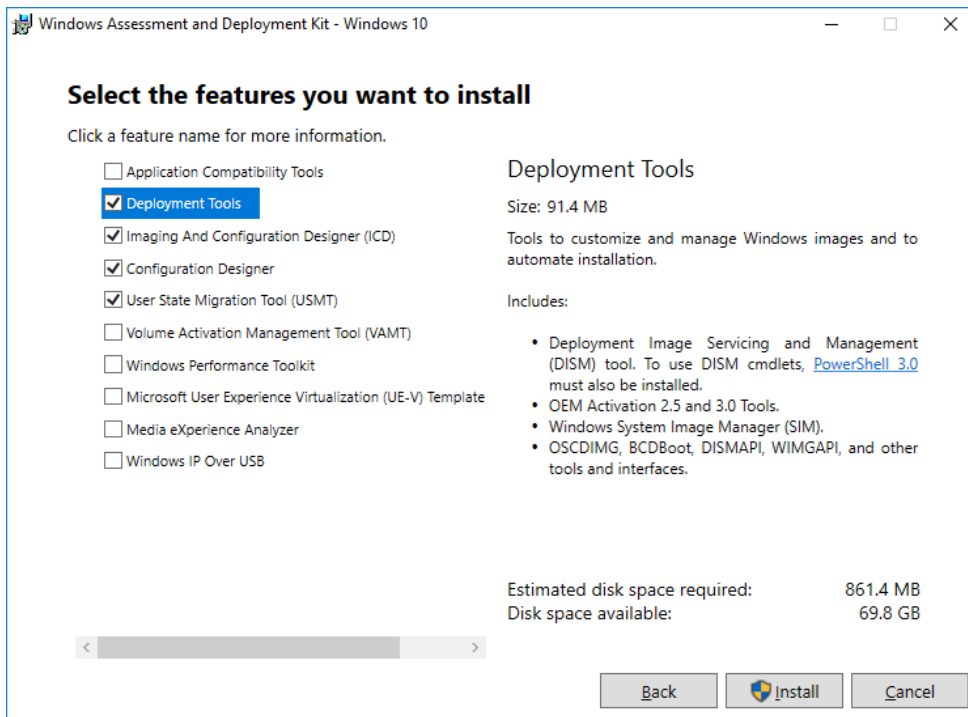 Windows Assessment and Deployment Kit - Windows 10
Select the features you want to install
Click a feature name for more information.
Application Compatibility Tools
Deployment Tools
Imaging And Configuration Designer (ICD)
Configuration Designer
User State Migration Tool (USMT)
Volume Activation Management Tool (VAMT)
Windows Performance Toolkit
Microsoft User Experience Virtualization (UE-V) Template
Media eXperience Analyzer
Windows IP Over USB
Deployment Tools
Size: 91.4 MB
Tools to customize and manage Windows images and to
automate installation.
Includes:
• Deployment Image Servicing and Management
(DISM) tool. To use DISM cmdlets, PowerShell 3.0
must also be installed.
• OEM Activation 2.5 and 3.0 Tools.
• Windows System Image Manager (SIM).
• OSCDIMG, BCDBoot, DISMAPI, WIMGAPI, and other
tools and interfaces.
Estimated disk space required: 861.4 MB
Disk space available: 69.8 GB
Back Install Cancel